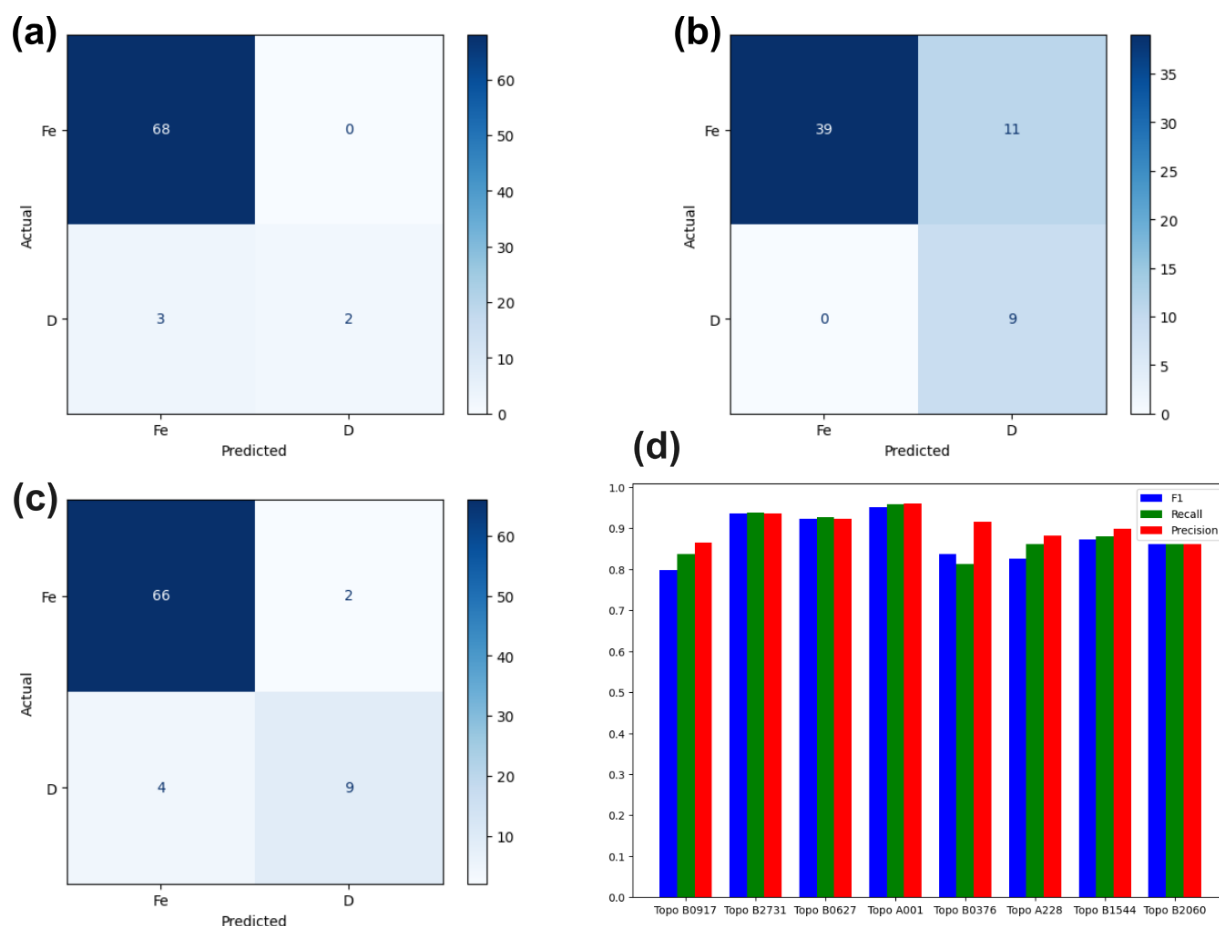 (a)
Fe
68
0
60
50
40
30
20
10
0
Actual
D
3
2
Fe
D
Predicted
(b)
Fe
39
11
35
30
25
20
15
10
5
0
Actual
D
0
9
Fe
D
Predicted
(c)
Fe
66
2
60
50
40
30
20
10
Actual
D
4
9
Fe
D
Predicted
(d)
1.0
0.9
0.8
0.7
0.6
0.5
0.4
0.3
0.2
0.1
0.0
F1
Recall
Precision
Topo B0917
Topo B2731
Topo B0627
Topo A001
Topo B0376
Topo A228
Topo B1544
Topo B2060